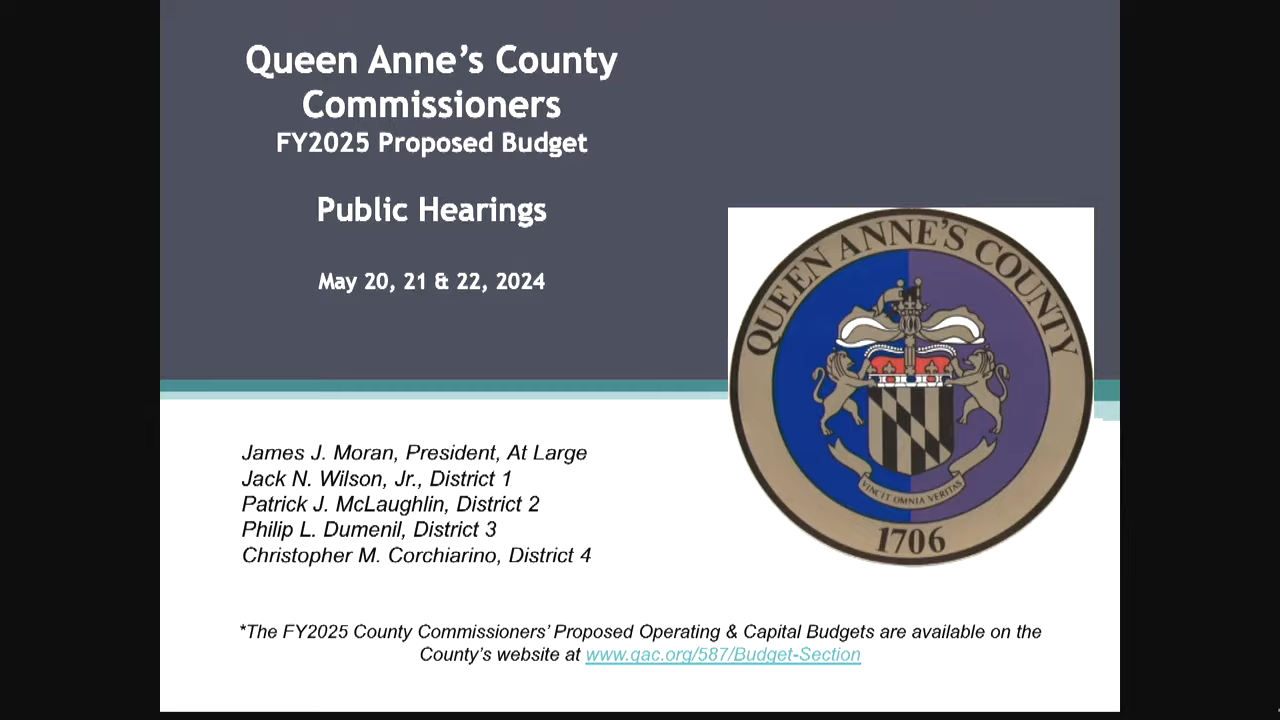 Queen Anne's County
Commissioners
FY2025 Proposed Budget
Public Hearings
May 20, 21 & 22, 2024
QUEEN ANNE'S COUNTY
VINCIT OMNIA VERITAS
1706
James J. Moran, President, At Large
Jack N. Wilson, Jr., District 1
Patrick J. McLaughlin, District 2
Philip L. Dumenil, District 3
Christopher M. Corchiarino, District 4
*The FY2025 County Commissioners' Proposed Operating & Capital Budgets are available on the
County's website at www.qac.org/587/Budget-Section